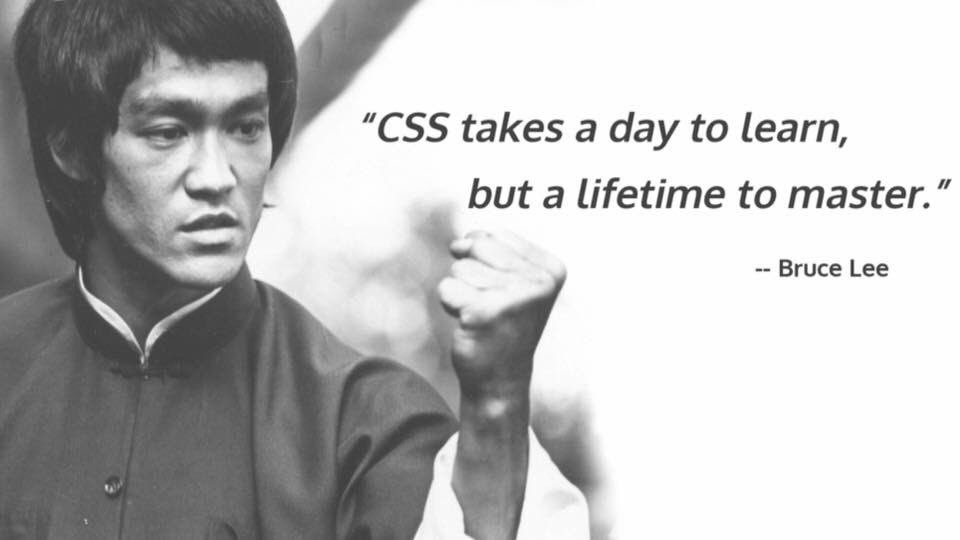 “CSS takes a day to learn,
but a lifetime to master.”
-- Bruce Lee